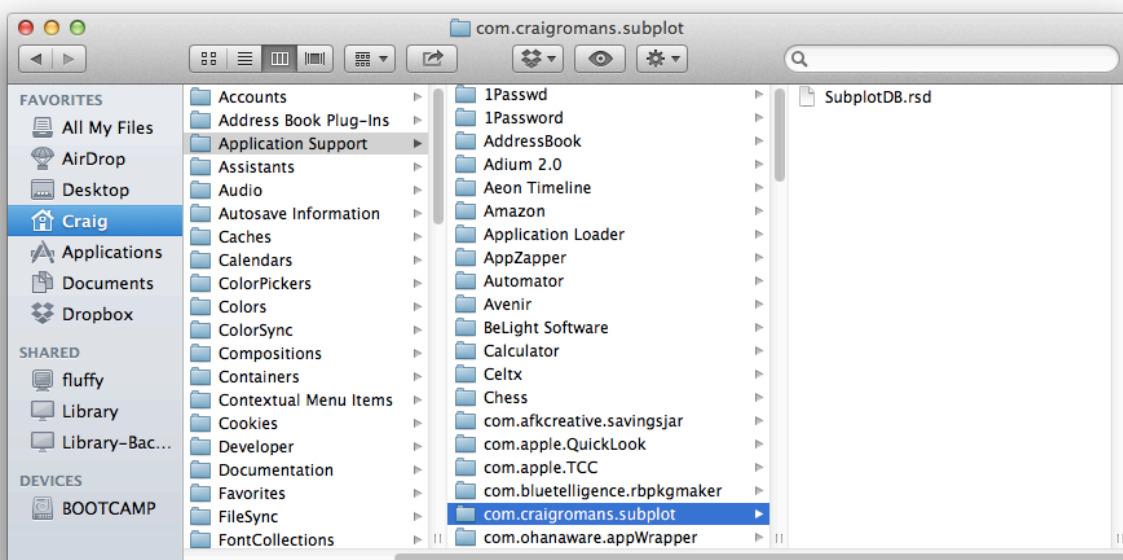 com.craigromans.subplot
FAVORITES
All My Files
AirDrop
Desktop
Craig
Applications
Documents
Dropbox
SHARED
fluffy
Library
Library-Bac...
DEVICES
BOOTCAMP
Accounts
Address Book Plug-Ins
Application Support
Assistants
Audio
Autosave Information
Caches
Calendars
ColorPickers
Colors
ColorSync
Compositions
Containers
Contextual Menu Items
Cookies
Developer
Documentation
Favorites
FileSync
FontCollections
1Passwd
1Password
AddressBook
Adium 2.0
Aeon Timeline
Amazon
Application Loader
AppZapper
Automator
Avenir
BeLight Software
Calculator
Celtx
Chess
com.afkcreative.savingsjar
com.apple.QuickLook
com.apple.TCC
com.bluetelligence.rbpkgmaker
com.craigromans.subplot
com.ohanaware.appWrapper
SubplotDB.rsd